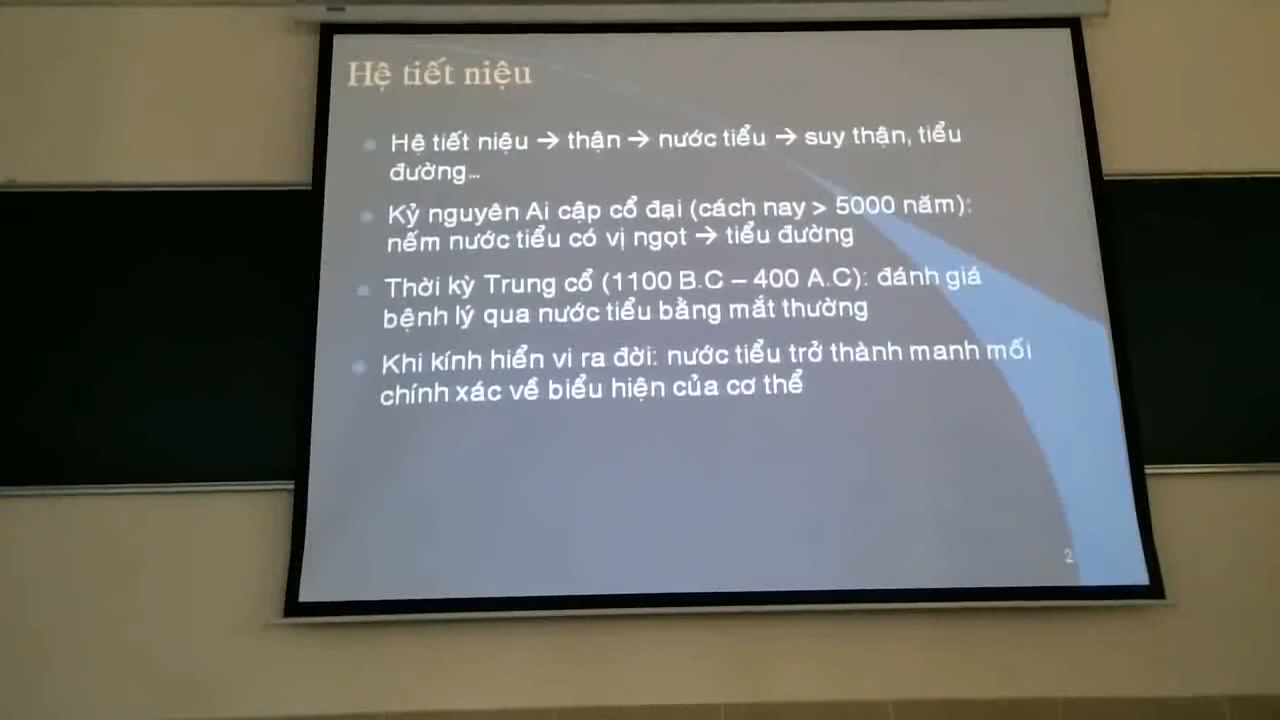 Hệ tiết niệu
Hệ tiết niệu → thận → nước tiểu → suy thận, tiểu
đường...
Kỷ nguyên Ai cập cổ đại (cách nay > 5000 năm):
nếm nước tiểu có vị ngọt → tiểu đường
Thời kỳ Trung cổ (1100 B.C – 400 A.C): đánh giá
bệnh lý qua nước tiểu bằng mắt thường
Khi kính hiển vi ra đời: nước tiểu trở thành manh mối
chính xác về biểu hiện của cơ thể
2